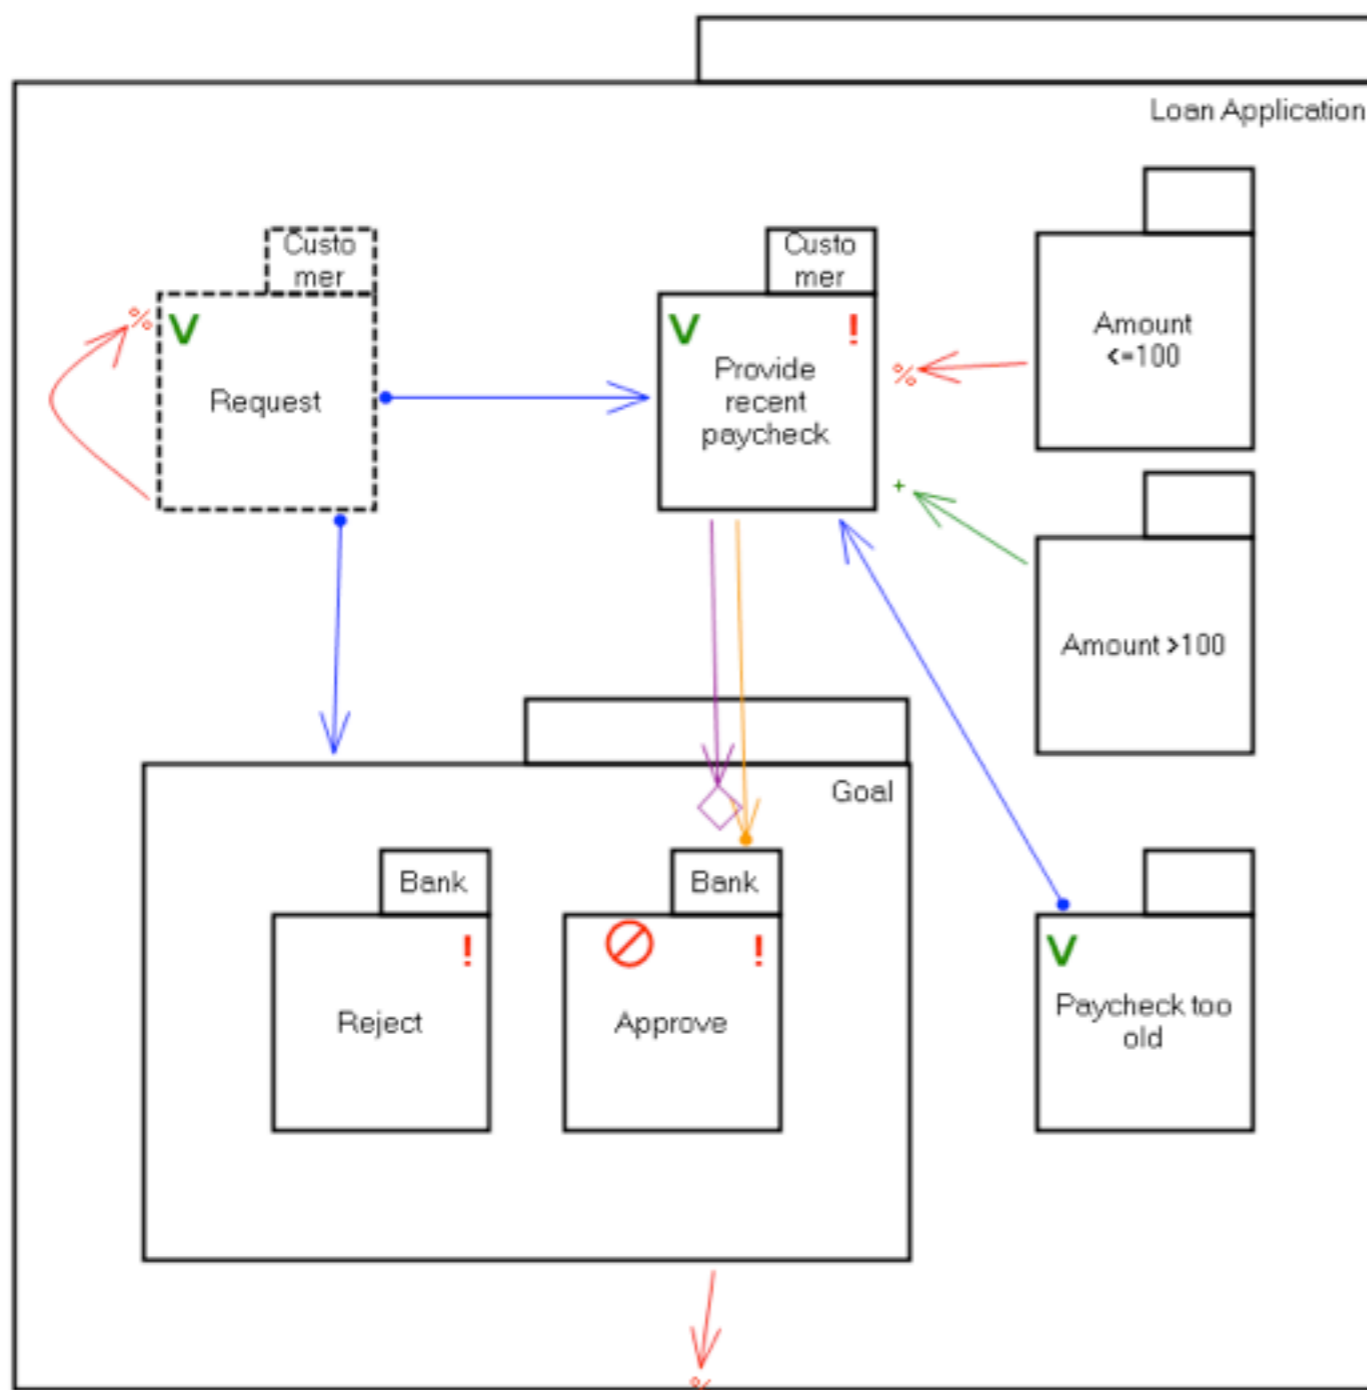 Loan Application
Custo
mer
%
V
Request
Custo
mer
V !
Provide
recent
paycheck
%
+
Amount
<=100
Amount >100
Goal
Bank
!
Reject
Bank
!
Approve
V
Paycheck too
old
%